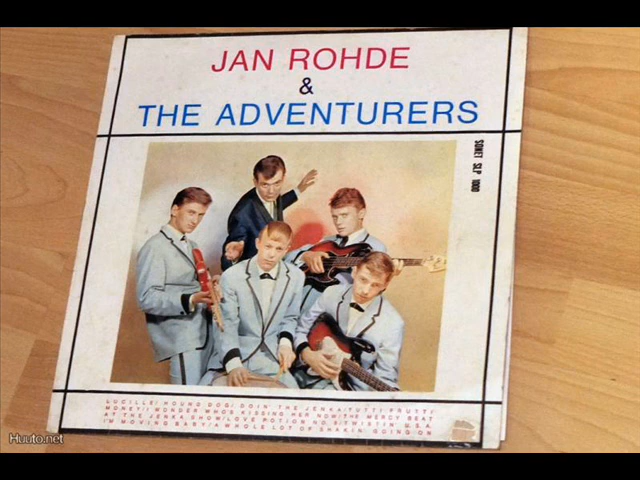 JAN ROHDE
&
THE ADVENTURERS
SONET SLP 1000
LUCILLE/HOUND DOG/ DOIN' THE JENKA/TUTTI FRUTTI
MONEY/I WONDER WHO'S KISSING HER NOW/THE MERCY BEAT
AT THE JENKA SHOW/LOVE POTION NO. 9/TWISTIN' U.S.A.
I'M MOVING BABY/A WHOLE LOT OF SHAKIN' GOING ON
Huuto.net